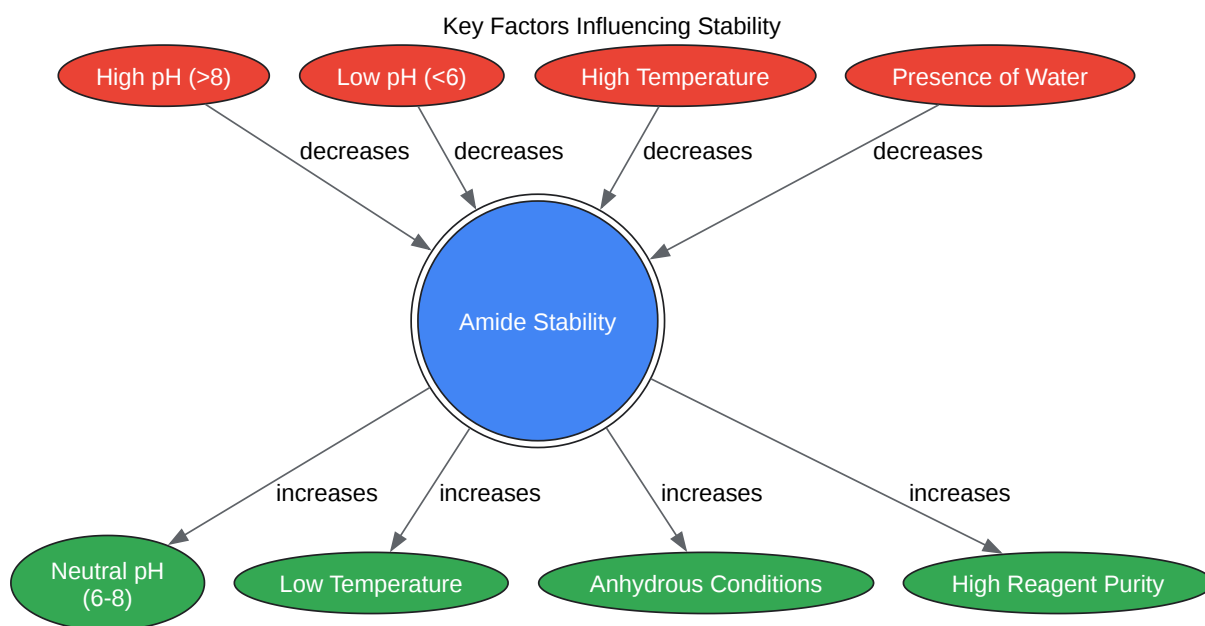 Key Factors Influencing Stability
High pH (>8)
Low pH (<6)
High Temperature
Presence of Water
decreases
decreases
decreases
decreases
Amide Stability
increases
increases
increases
increases
Neutral pH
(6-8)
Low Temperature
Anhydrous Conditions
High Reagent Purity